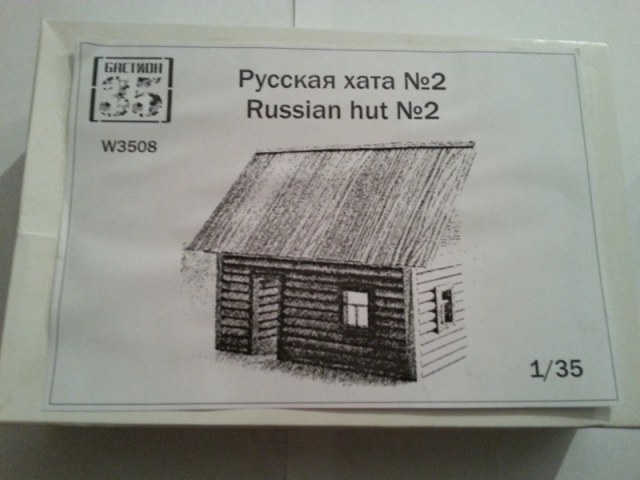 БАСТИОН
35
Русская хата №2
Russian hut №2
W3508
1/35